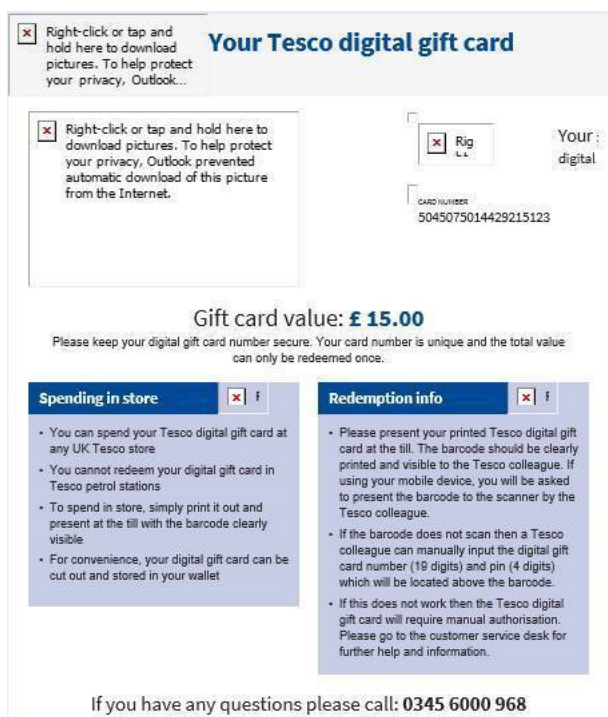 Right-click or tap and
hold here to download
pictures. To help protect
your privacy, Outlook...
Your Tesco digital gift card
Right-click or tap and hold here to
download pictures. To help protect
your privacy, Outlook prevented
automatic download of this picture
from the Internet.
Rig
Your
digital
CARD NUMBER
5045075014429215123
Gift card value: £ 15.00
Please keep your digital gift card number secure. Your card number is unique and the total value
can only be redeemed once.
Spending in store
• You can spend your Tesco digital gift card at
any UK Tesco store
• You cannot redeem your digital gift card in
Tesco petrol stations
• To spend in store, simply print it out and
present at the till with the barcode clearly
visible
• For convenience, your digital gift card can be
cut out and stored in your wallet
Redemption info
• Please present your printed Tesco digital gift
card at the till. The barcode should be clearly
printed and visible to the Tesco colleague. If
using your mobile device, you will be asked
to present the barcode to the scanner by the
Tesco colleague.
• If the barcode does not scan then a Tesco
colleague can manually input the digital gift
card number (19 digits) and pin (4 digits)
which will be located above the barcode.
• If this does not work then the Tesco digital
gift card will require manual authorisation.
Please go to the customer service desk for
further help and information.
If you have any questions please call: 0345 6000 968